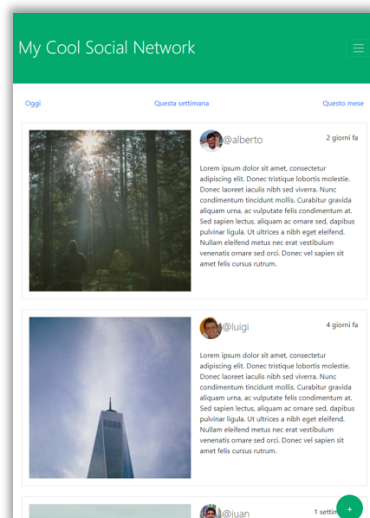 My Cool Social Network
Oggi Questa settimana Questo mese
@alberto 2 giorni fa
Lorem ipsum dolor sit amet, consectetur
adipiscing elit. Donec tristique lobortis molestie.
Donec laoreet iaculis nibh sed viverra. Nunc
condimentum tincidunt mollis. Curabitur gravida
aliquam urna, ac vulputate felis condimentum at.
Sed sapien lectus, aliquam ac ornare sed, dapibus
pulvinar ligula. Ut ultrices a nibh eget eleifend.
Nullam eleifend metus nec erat vestibulum
venenatis ornare sed orci. Donec vel sapien sit
amet felis cursus rutrum.
@luigi 4 giorni fa
Lorem ipsum dolor sit amet, consectetur
adipiscing elit. Donec tristique lobortis molestie.
Donec laoreet iaculis nibh sed viverra. Nunc
condimentum tincidunt mollis. Curabitur gravida
aliquam urna, ac vulputate felis condimentum at.
Sed sapien lectus, aliquam ac ornare sed, dapibus
pulvinar ligula. Ut ultrices a nibh eget eleifend.
Nullam eleifend metus nec erat vestibulum
venenatis ornare sed orci. Donec vel sapien sit
amet felis cursus rutrum.
@juan 1 settim
+